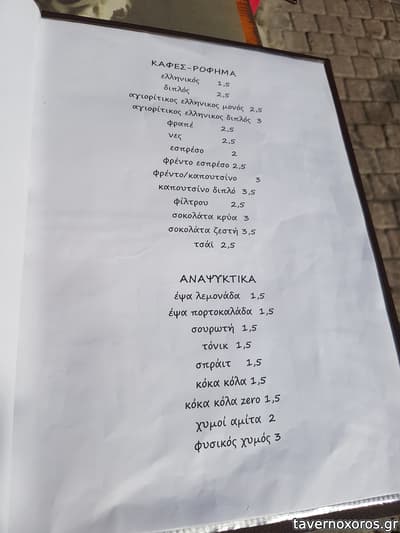 ΚΑΦΕΣ-ΡΟΦΗΜΑ
ελληνικός 1,5
διπλός 2,5
αγιορίτικος ελληνικος μονός 2,5
αγιορίτικος ελληνικος διπλός 3
φραπέ 2,5
νες 2,5
εσπρέσο 2
φρέντο εσπρέσο 2,5
φρέντο/καπουτσίνο 3
καπουτσίνο διπλό 3,5
φίλτρου 2,5
σοκολάτα κρύα 3
σοκολάτα ζεστή 3,5
τσάϊ 2,5
ΑΝΑΨΥΚΤΙΚΑ
έψα λεμονάδα 1,5
έψα πορτοκαλάδα 1,5
σουρωτή 1,5
τόνικ 1,5
σπράιτ 1,5
κόκα κόλα 1,5
κόκα κόλα zero 1,5
χυμοί αμίτα 2
φυσικός χυμός 3
tavernoxoros.gr